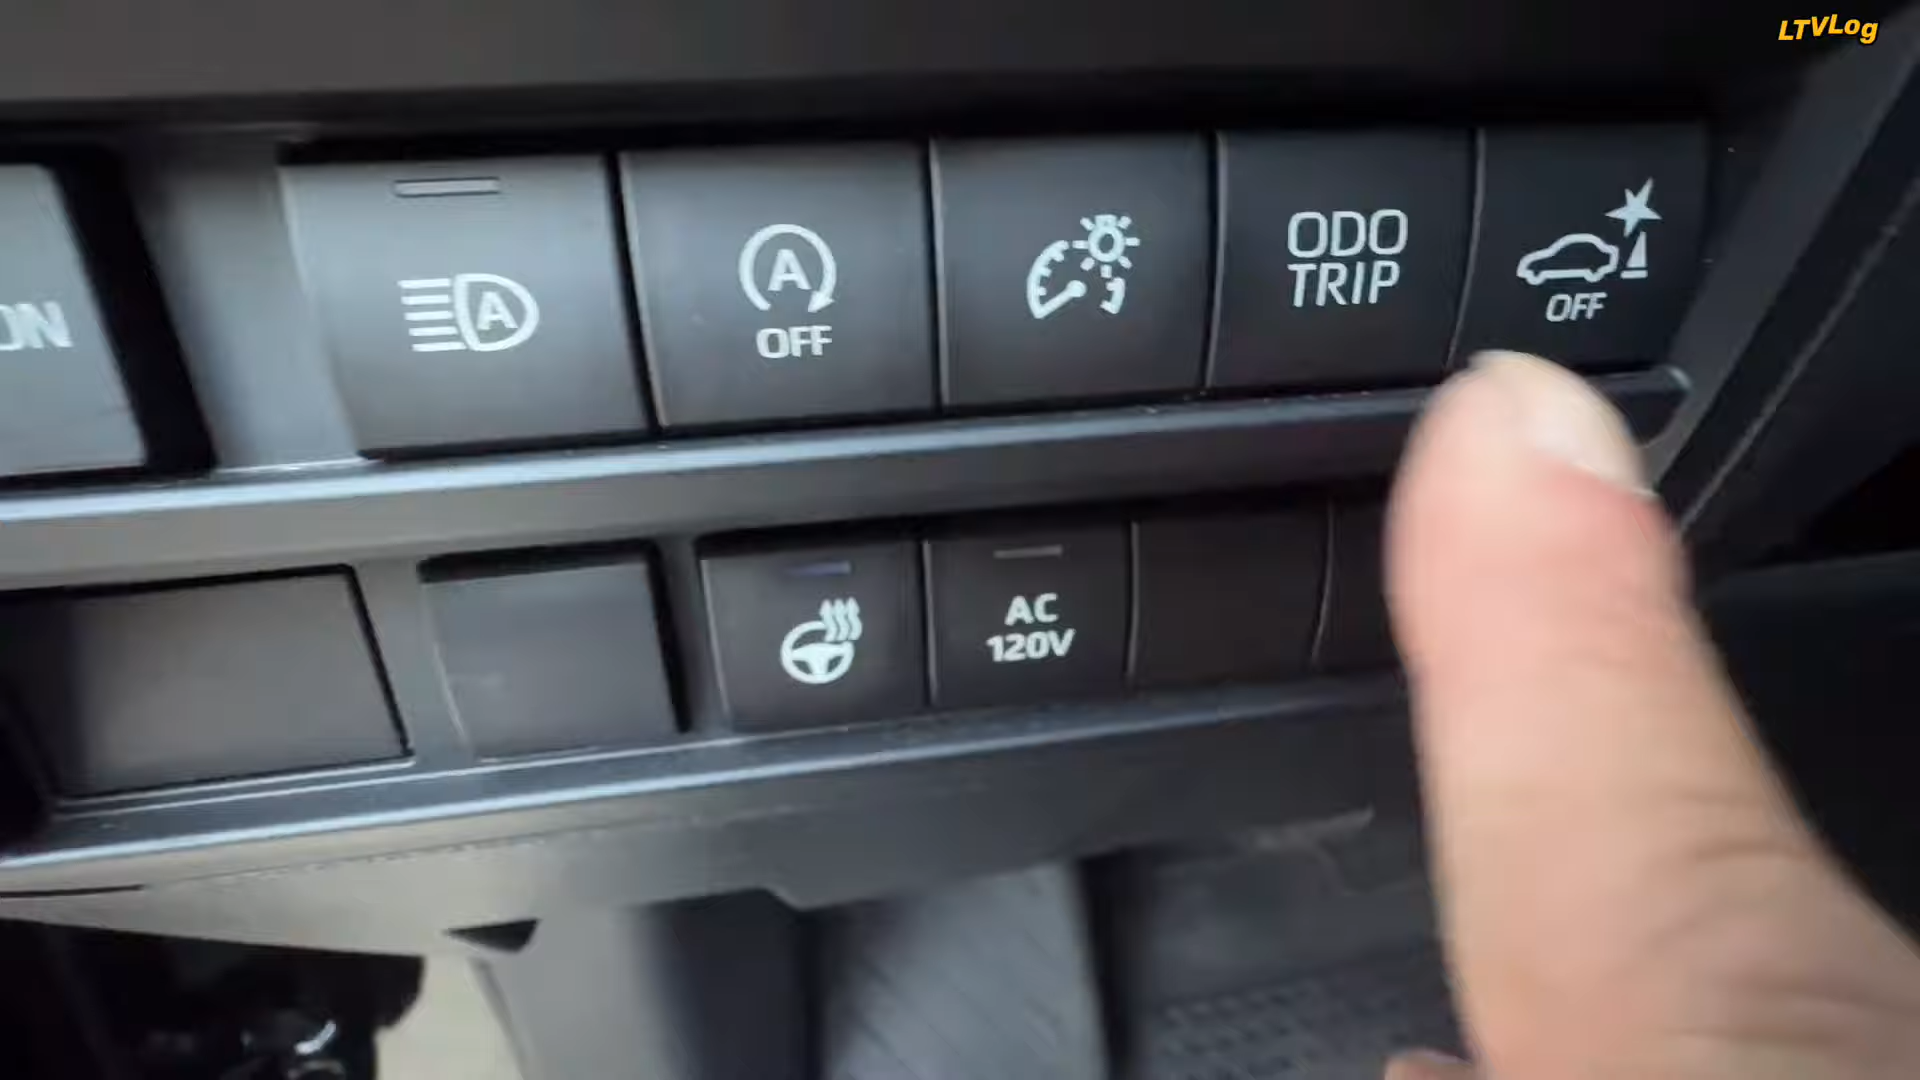 LTVLog
ON
A
A
OFF
ODO
TRIP
OFF
AC
120V